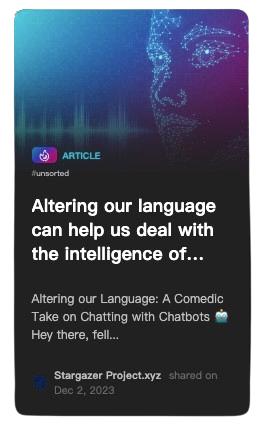 ARTICLE
#unsorted
Altering our language
can help us deal with
the intelligence of...
Altering our Language: A Comedic
Take on Chatting with Chatbots 🤖
Hey there, fell...
Stargazer Project.xyz shared on
Dec 2, 2023